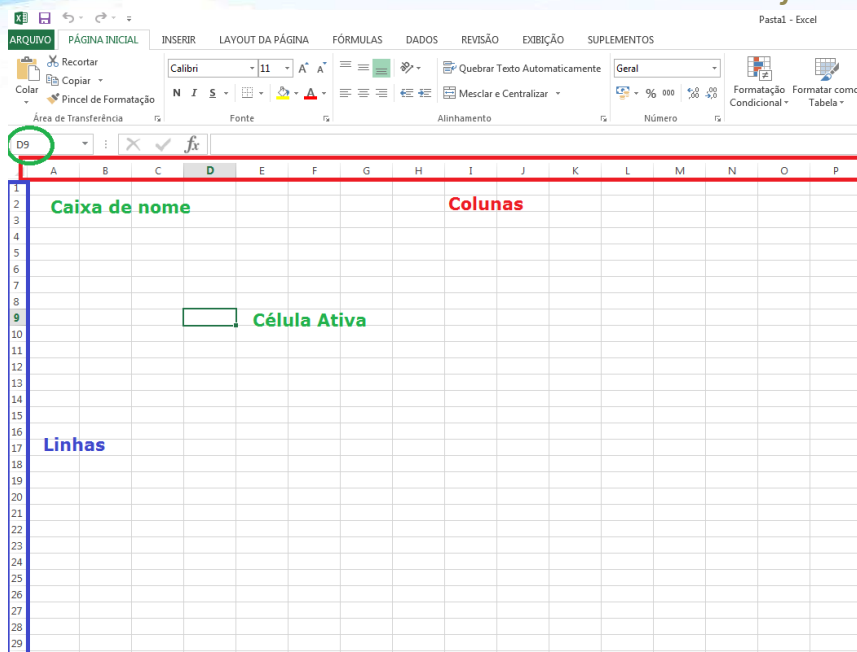 Pasta1 - Excel
ARQUIVO PÁGINA INICIAL INSERIR LAYOUT DA PÁGINA FÓRMULAS DADOS REVISÃO EXIBIÇÃO SUPLEMENTOS
Recortar
Copiar
Pincel de Formatação
Colar
Calibri 11 A A
N I S A
Quebrar Texto Automaticamente
Mesclar e Centralizar
Geral
% 000 ,00 ,00
Formatação Condicional
Formatar como Tabela
Área de Transferência Fonte Alinhamento Número
D9 fx
A B C D E F G H I J K L M N O P
1
2
Caixa de nome Colunas
3
4
5
6
7
8
9
Célula Ativa
10
11
12
13
14
15
16
17
Linhas
18
19
20
21
22
23
24
25
26
27
28
29